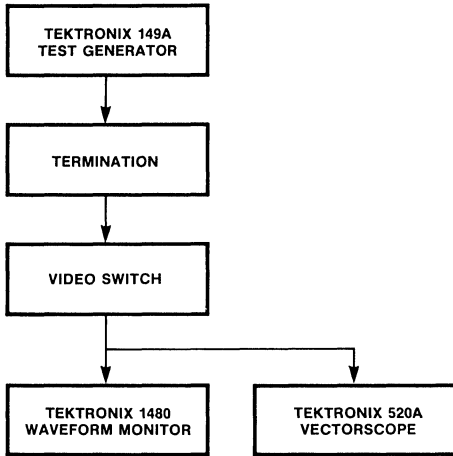 TEKTRONIX 149A
TEST GENERATOR
TERMINATION
VIDEO SWITCH
TEKTRONIX 1480
WAVEFORM MONITOR
TEKTRONIX 520A
VECTORSCOPE